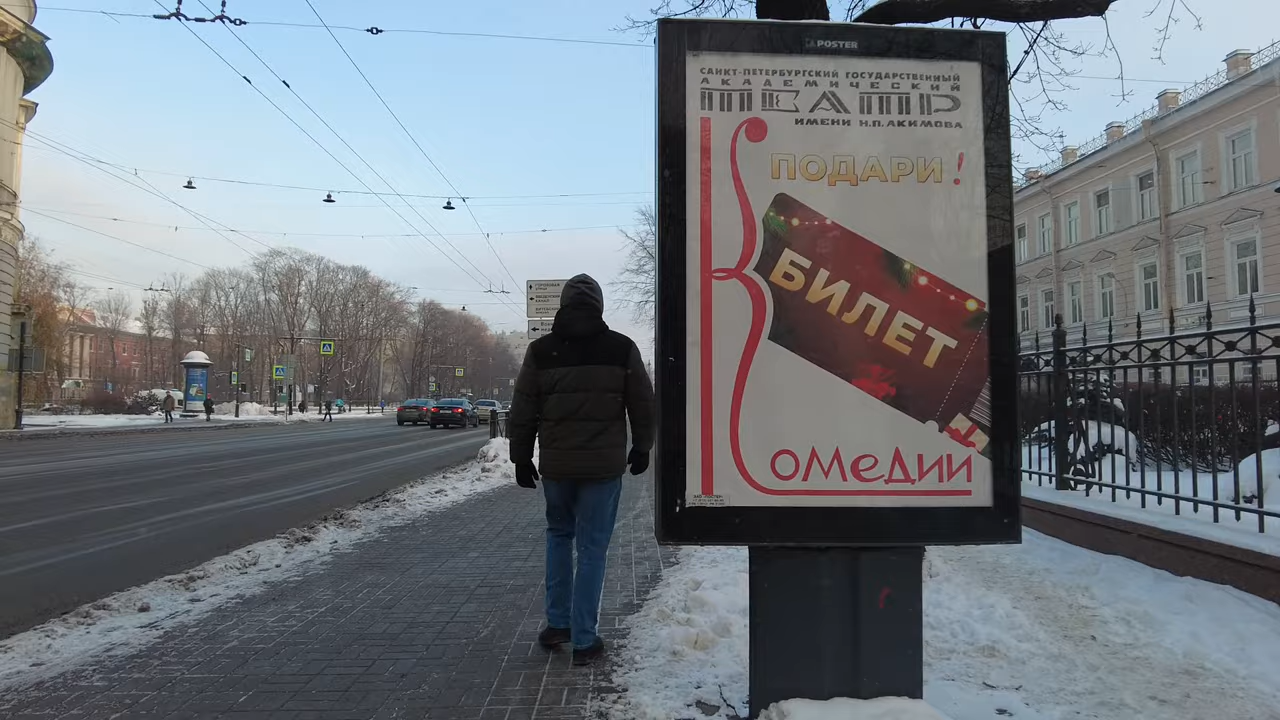 POSTER
САНКТ-ПЕТЕРБУРГСКИЙ ГОСУДАРСТВЕННЫЙ
АКАДЕМИЧЕСКИЙ
ТЕАТР
ИМЕНИ Н.П. АКИМОВА
ПОДАРИ!
БИЛЕТ
Комедии